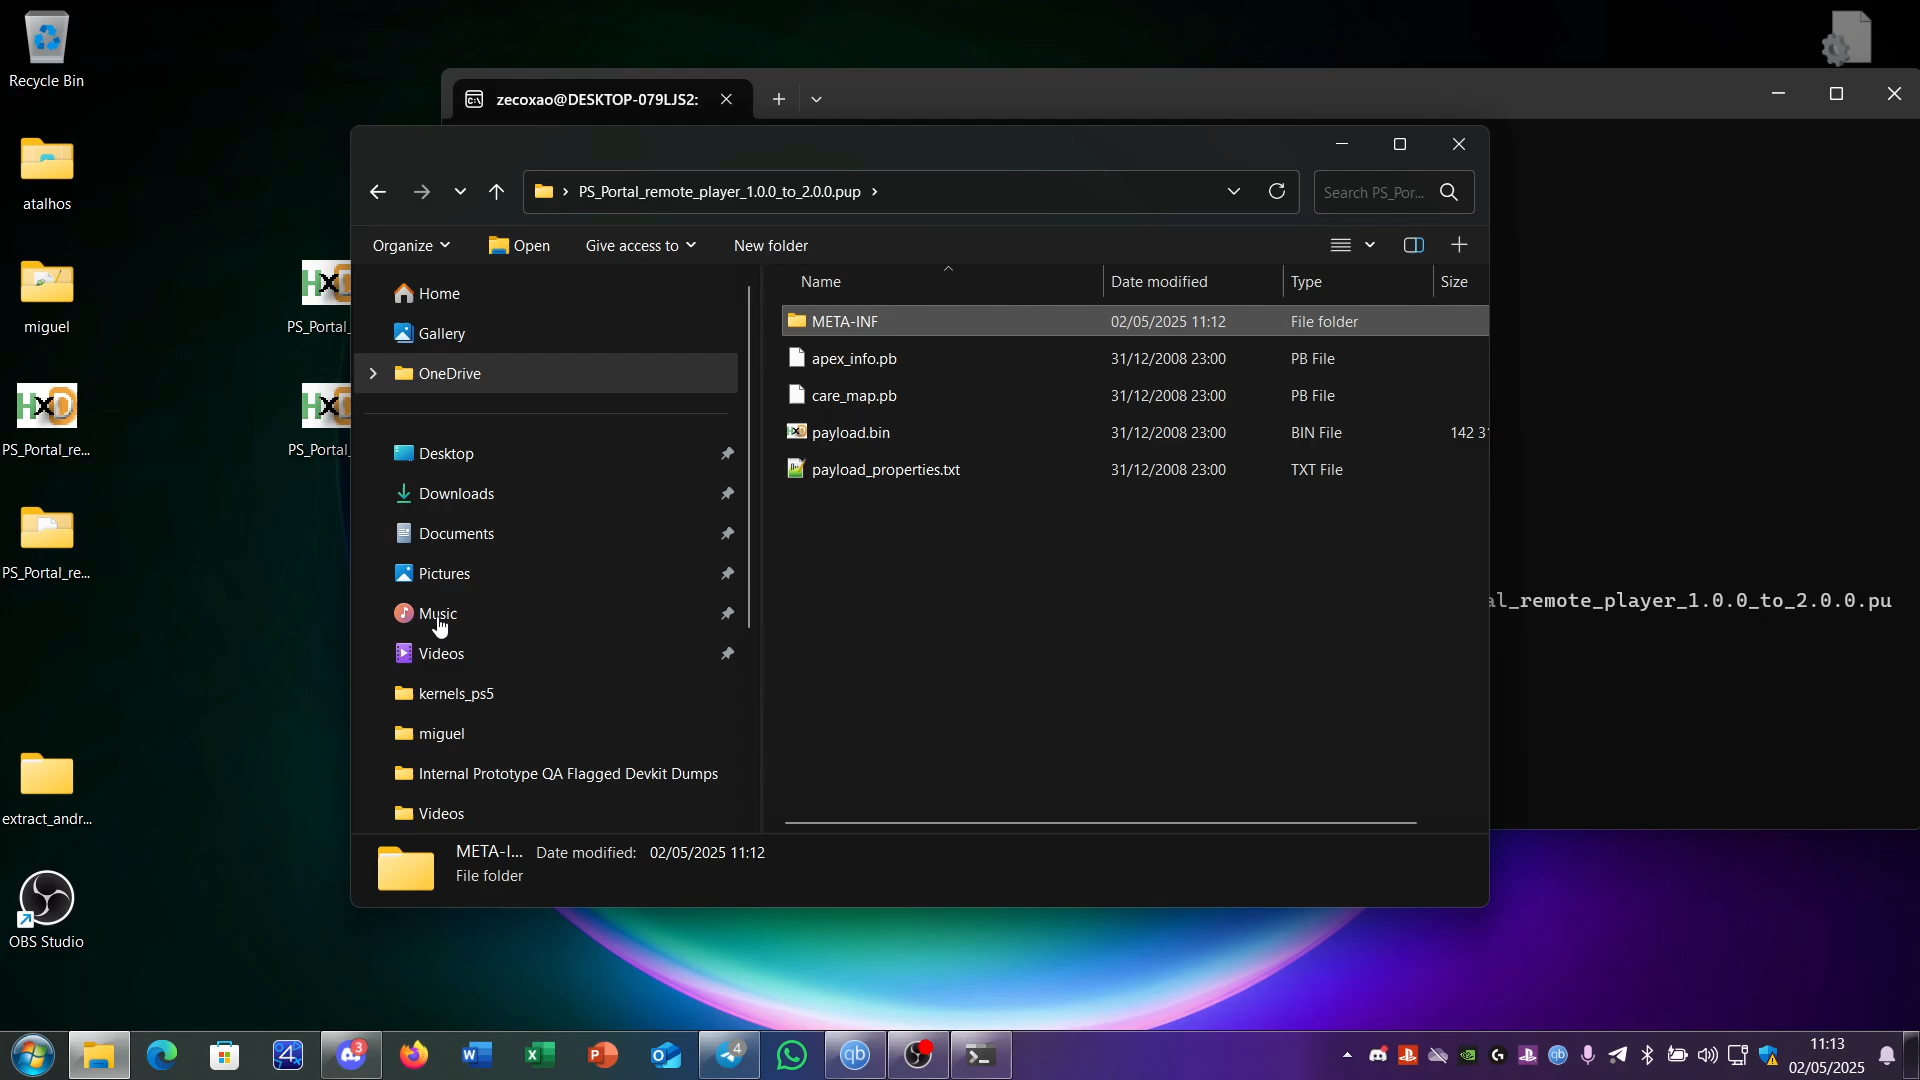 Recycle Bin
atalhos
miguel
PS_Portal_re...
PS_Portal_re...
extract_andr...
OBS Studio
HxD
PS_Portal_
PS_Portal_
zecoxao@DESKTOP-079LJS2:
PS_Portal_remote_player_1.0.0_to_2.0.0.pup
Search PS_Por...
Organize
Open
Give access to
New folder
Home
Gallery
OneDrive
Desktop
Downloads
Documents
Pictures
Music
Videos
kernels_ps5
miguel
Internal Prototype QA Flagged Devkit Dumps
Videos
Name Date modified Type Size
META-INF 02/05/2025 11:12 File folder
apex_info.pb 31/12/2008 23:00 PB File
care_map.pb 31/12/2008 23:00 PB File
payload.bin 31/12/2008 23:00 BIN File 142 3
payload_properties.txt 31/12/2008 23:00 TXT File
al_remote_player_1.0.0_to_2.0.0.pu
META-I... Date modified: 02/05/2025 11:12
File folder
11:13
02/05/2025